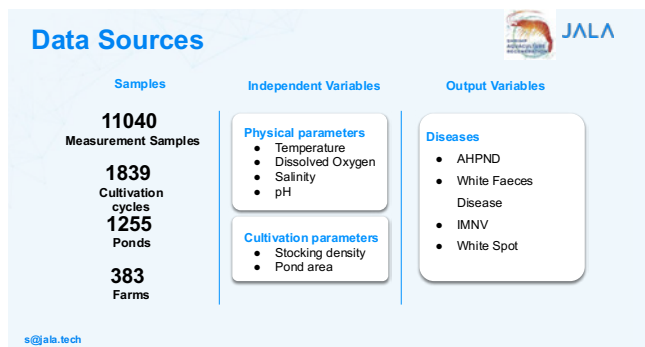 Data Sources
JALA
Samples
Independent Variables
Output Variables
11040
Measurement Samples
1839
Cultivation
cycles
1255
Ponds
383
Farms
Physical parameters
● Temperature
● Dissolved Oxygen
● Salinity
● pH
Cultivation parameters
● Stocking density
● Pond area
Diseases
● AHPND
● White Faeces
Disease
● IMNV
● White Spot
s@jala.tech